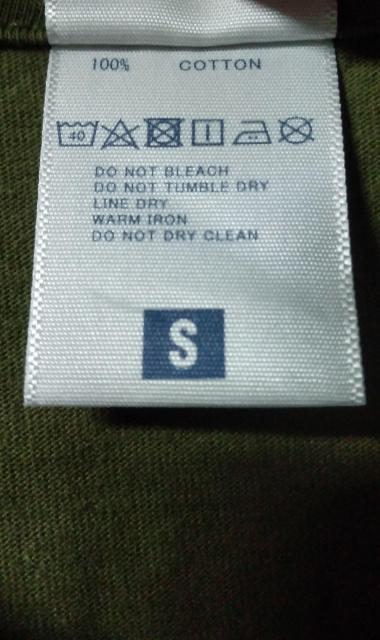 100% COTTON
40
DO NOT BLEACH
DO NOT TUMBLE DRY
LINE DRY
WARM IRON
DO NOT DRY CLEAN
S